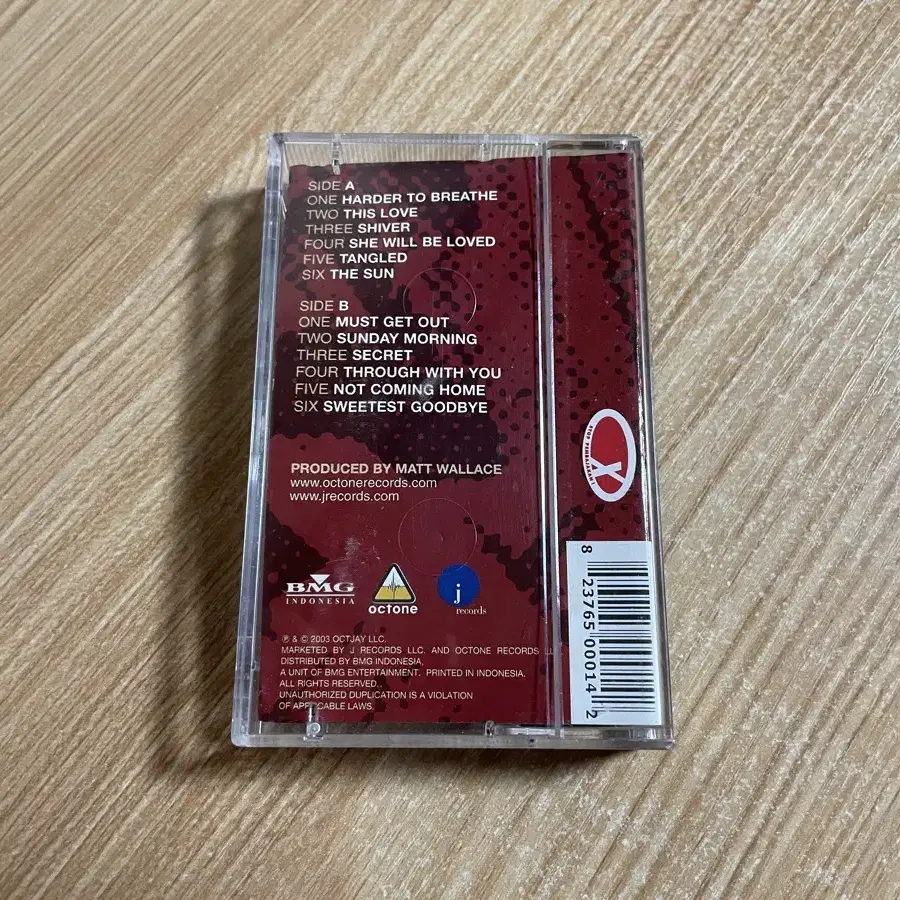 SIDE A
ONE HARDER TO BREATHE
TWO THIS LOVE
THREE SHIVER
FOUR SHE WILL BE LOVED
FIVE TANGLED
SIX THE SUN
SIDE B
ONE MUST GET OUT
TWO SUNDAY MORNING
THREE SECRET
FOUR THROUGH WITH YOU
FIVE NOT COMING HOME
SIX SWEETEST GOODBYE
PRODUCED BY MATT WALLACE
www.octonerecords.com
www.jrecords.com
BMG
INDONESIA
octone
j
records
℗ & © 2003 OCTJAY LLC.
MARKETED BY J RECORDS LLC. AND OCTONE RECORDS
DISTRIBUTED BY BMG INDONESIA,
A UNIT OF BMG ENTERTAINMENT. PRINTED IN INDONESIA.
ALL RIGHTS RESERVED.
UNAUTHORIZED DUPLICATION IS A VIOLATION
OF APPLICABLE LAWS.
STOP PEMBAJAKAN !
X
8 23765 00014 2